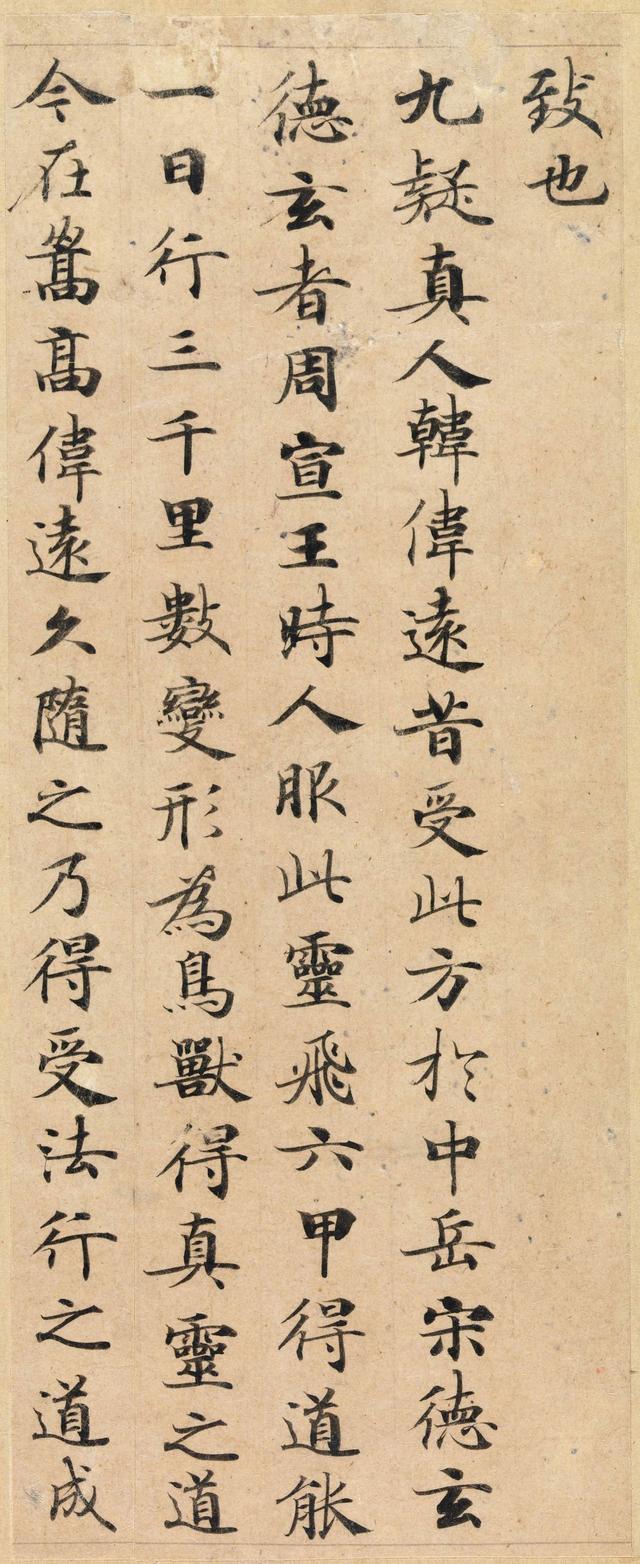 致也
九疑真人韓偉遠昔受此方於中岳宋德玄
德玄者周宣王時人服此靈飛六甲得道能
一日行三千里數變形為鳥獸得真靈之道
今在嵩高偉遠久隨之乃得受法行之道成